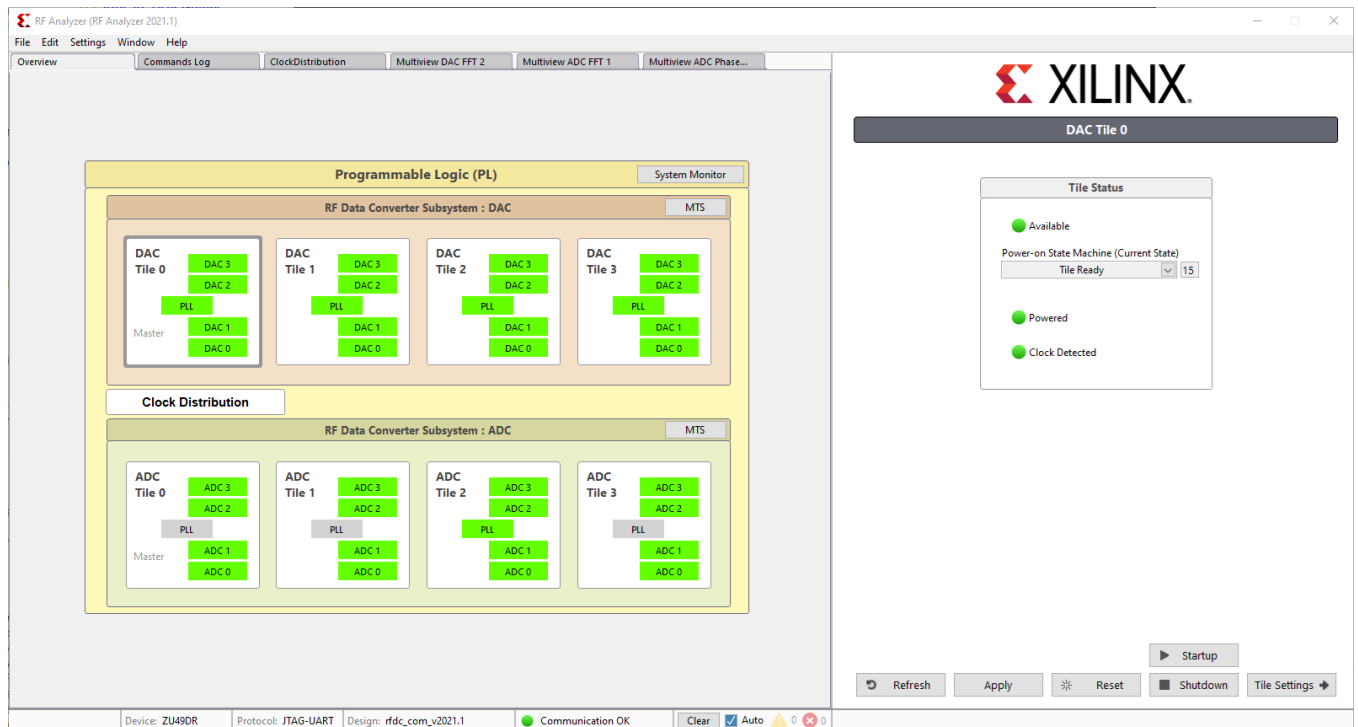 RF Analyzer (RF Analyzer 2021.1)
File Edit Settings Window Help
Overview Commands Log ClockDistribution Multiview DAC FFT 2 Multiview ADC FFT 1 Multiview ADC Phase...
XILINX.
DAC Tile 0
Programmable Logic (PL) System Monitor
RF Data Converter Subsystem : DAC MTS
DAC Tile 0 DAC 3 DAC 2 PLL Master DAC 1 DAC 0
DAC Tile 1 DAC 3 DAC 2 PLL DAC 1 DAC 0
DAC Tile 2 DAC 3 DAC 2 PLL DAC 1 DAC 0
DAC Tile 3 DAC 3 DAC 2 PLL DAC 1 DAC 0
Clock Distribution
RF Data Converter Subsystem : ADC MTS
ADC Tile 0 ADC 3 ADC 2 PLL Master ADC 1 ADC 0
ADC Tile 1 ADC 3 ADC 2 PLL ADC 1 ADC 0
ADC Tile 2 ADC 3 ADC 2 PLL ADC 1 ADC 0
ADC Tile 3 ADC 3 ADC 2 PLL ADC 1 ADC 0
Tile Status
Available
Power-on State Machine (Current State)
Tile Ready 15
Powered
Clock Detected
Startup
Refresh Apply Reset Shutdown Tile Settings
Device: ZU49DR Protocol: JTAG-UART Design: rfdc_com_v2021.1 Communication OK Clear Auto 0 0